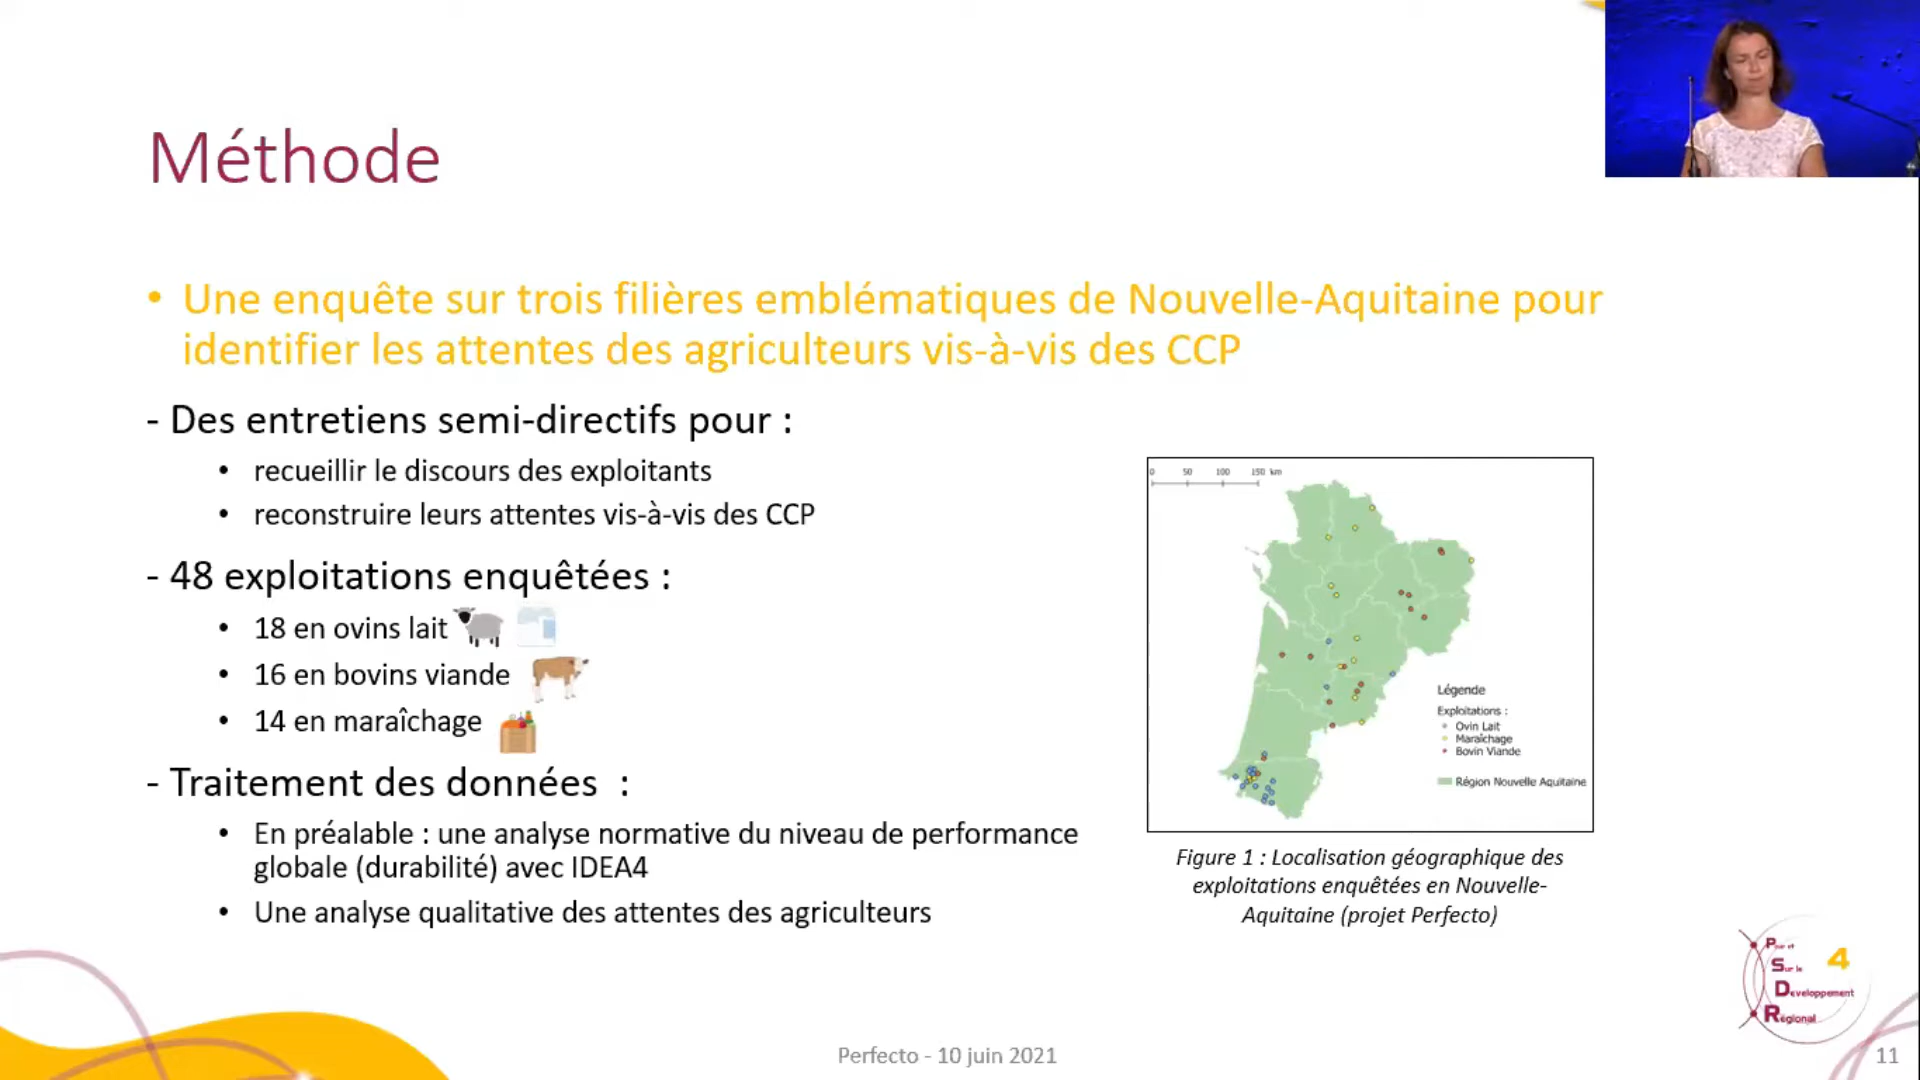 Méthode
• Une enquête sur trois filières emblématiques de Nouvelle-Aquitaine pour
identifier les attentes des agriculteurs vis-à-vis des CCP
- Des entretiens semi-directifs pour :
• recueillir le discours des exploitants
• reconstruire leurs attentes vis-à-vis des CCP
- 48 exploitations enquêtées :
• 18 en ovins lait
• 16 en bovins viande
• 14 en maraîchage
- Traitement des données :
• En préalable : une analyse normative du niveau de performance
globale (durabilité) avec IDEA4
• Une analyse qualitative des attentes des agriculteurs
0 50 100 150 km
Légende
Exploitations :
Ovin Lait
Maraîchage
Bovin Viande
Région Nouvelle Aquitaine
Figure 1 : Localisation géographique des
exploitations enquêtées en Nouvelle-
Aquitaine (projet Perfecto)
Pour et
Sur le 4
Developpement
Régional
Perfecto - 10 juin 2021
11